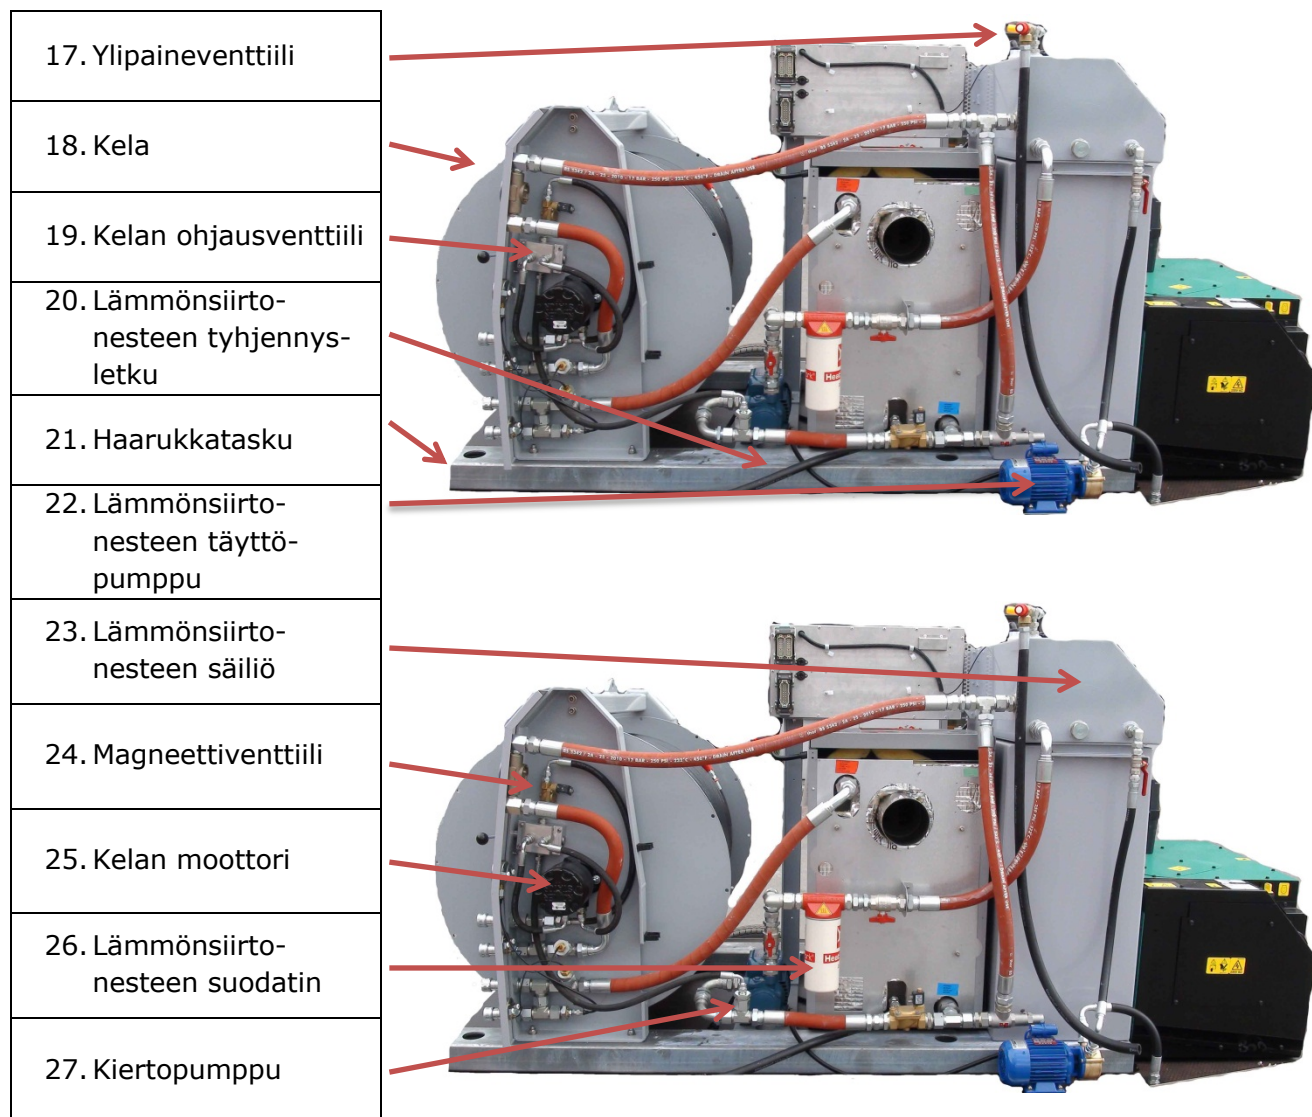 17. Ylipaineventtiili
18. Kela
19. Kelan ohjausventtiili
20. Lämmönsiirto-
nesteen tyhjennys-
letku
21. Haarukkatasku
22. Lämmönsiirto-
nesteen täyttö-
pumppu
23. Lämmönsiirto-
nesteen säiliö
24. Magneettiventtiili
25. Kelan moottori
26. Lämmönsiirto-
nesteen suodatin
27. Kiertopumppu